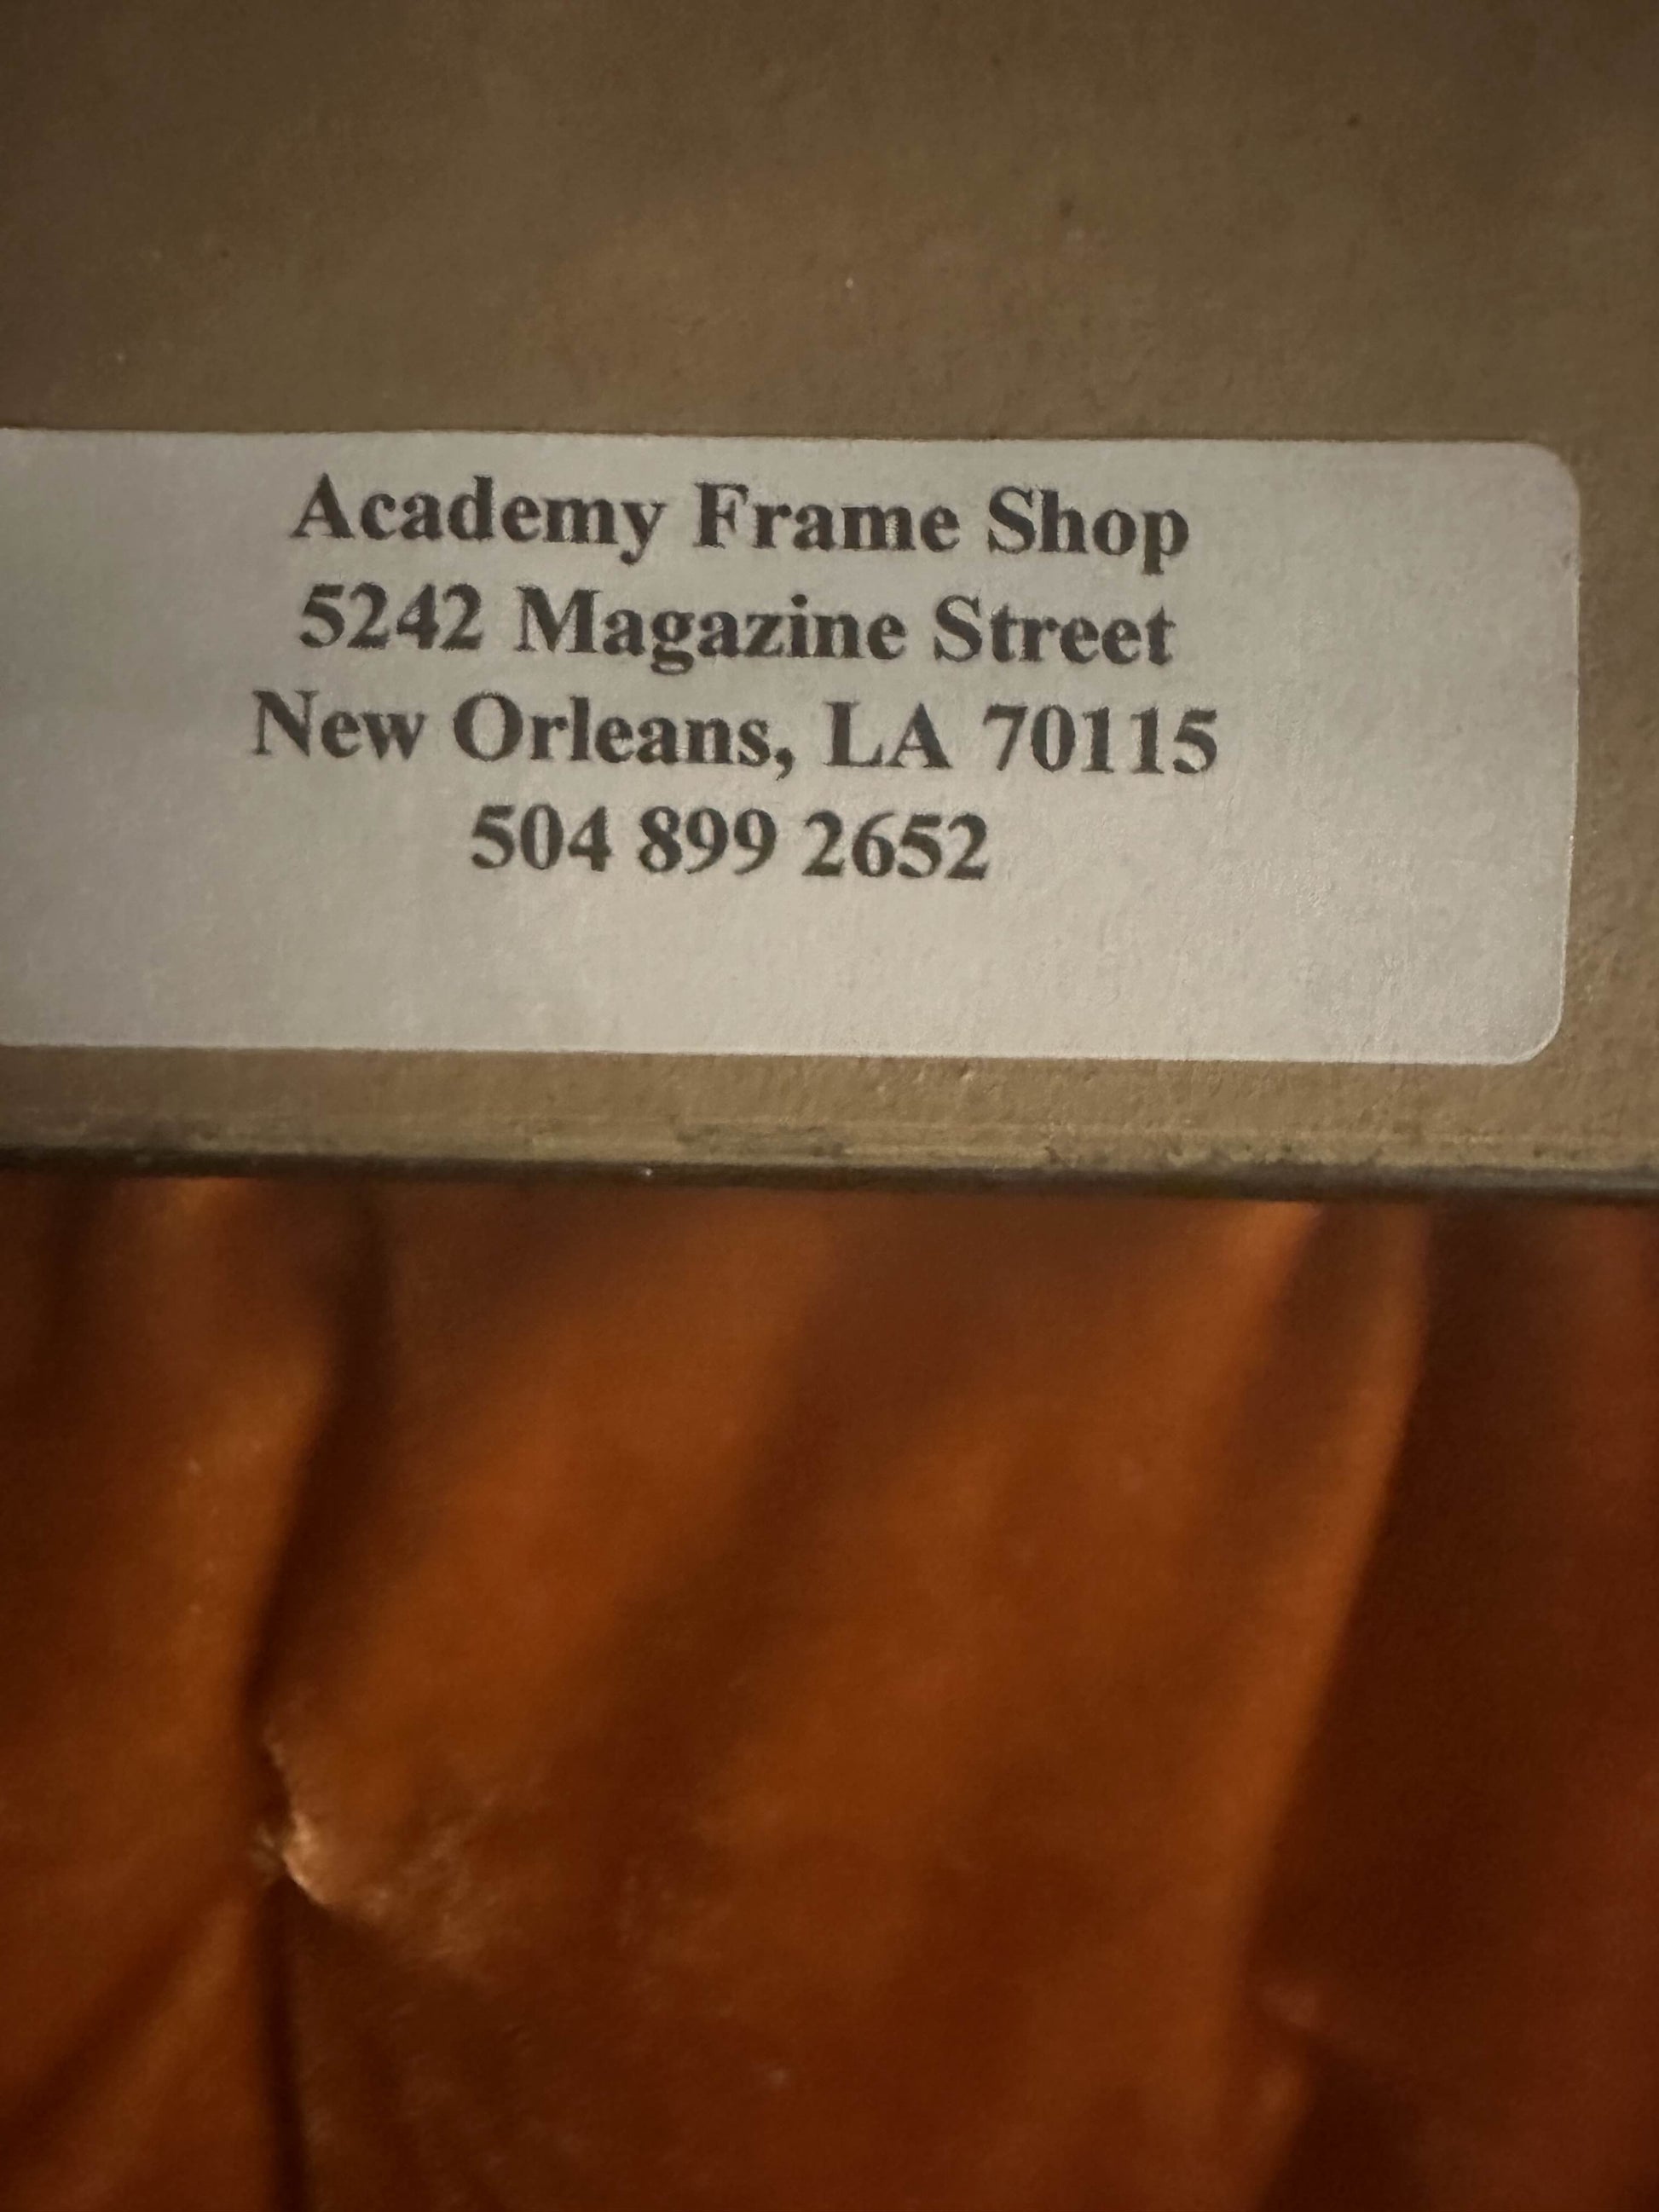 Academy Frame Shop
5242 Magazine Street
New Orleans, LA 70115
504 899 2652